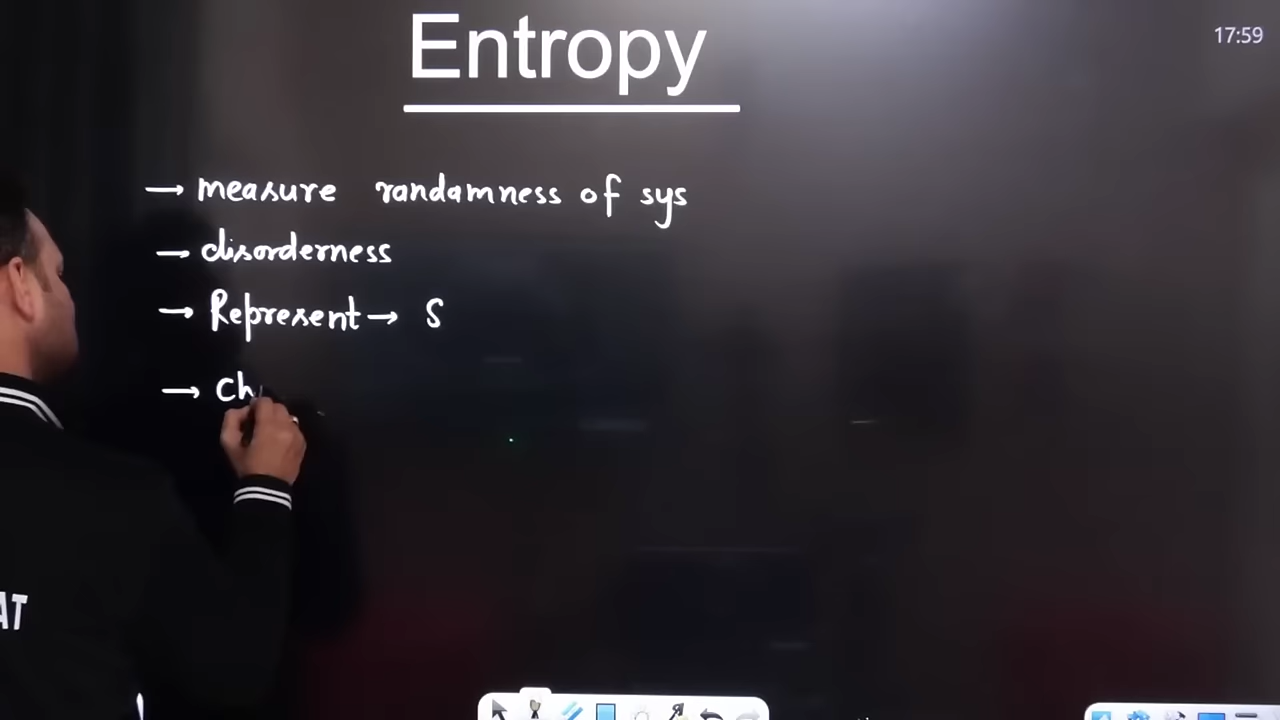 Entropy
17:59
→ measure randamness of sys
→ disorderness
→ Represent → S
→ Ch
AT